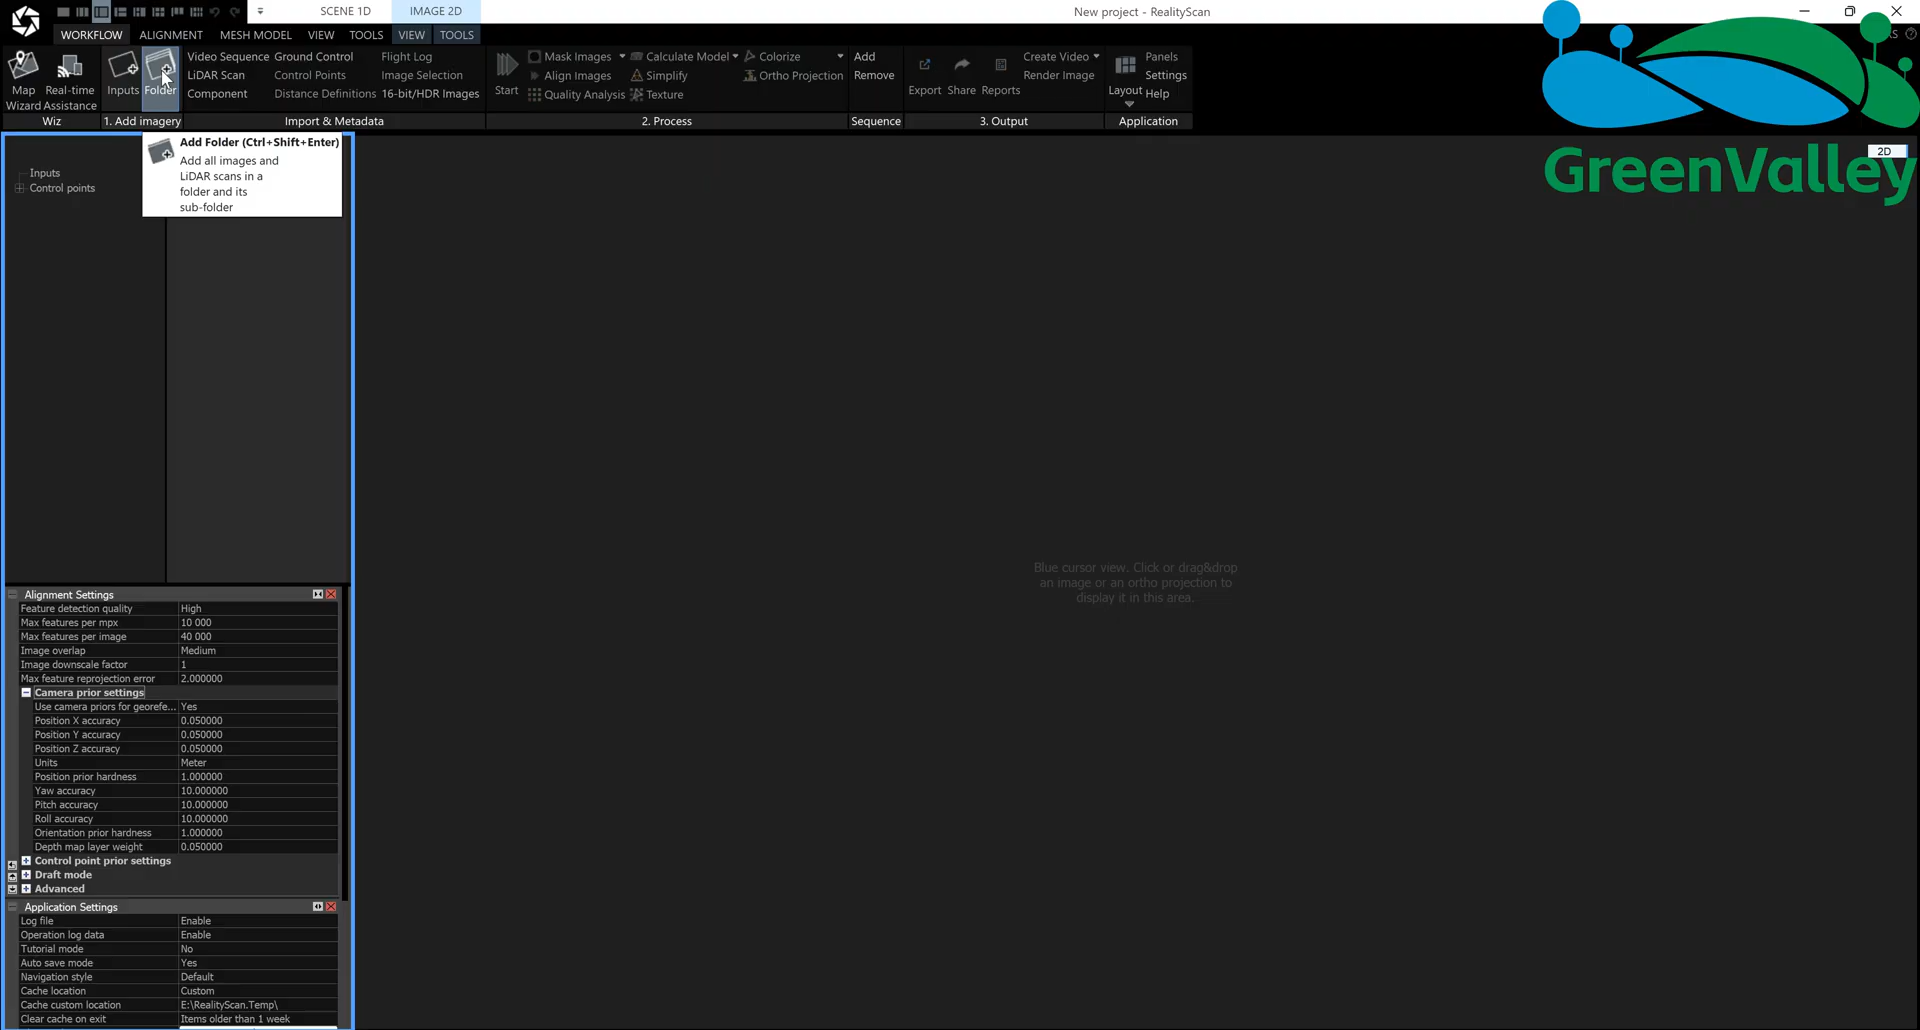 SCENE 1D
IMAGE 2D
New project - RealityScan
WORKFLOW
ALIGNMENT
MESH MODEL
VIEW
TOOLS
VIEW
TOOLS
Map
Wizard
Real-time
Assistance
Wiz
Inputs
Folder
1. Add imagery
Video Sequence
LiDAR Scan
Component
Ground Control
Control Points
Distance Definitions
Flight Log
Image Selection
16-bit/HDR Images
Import & Metadata
Start
Mask Images
Align Images
Quality Analysis
Calculate Model
Simplify
Texture
Colorize
Ortho Projection
2. Process
Add
Remove
Sequence
Export
Share
Reports
Create Video
Render Image
3. Output
Layout
Panels
Settings
Help
Application
GreenValley
2D
Add Folder (Ctrl+Shift+Enter)
Add all images and
LiDAR scans in a
folder and its
sub-folder
Inputs
Control points
Blue cursor view. Click or drag&drop
an image or an ortho projection to
display it in this area.
Alignment Settings
Feature detection quality High
Max features per mpx 10 000
Max features per image 40 000
Image overlap Medium
Image downscale factor 1
Max feature reprojection error 2.000000
Camera prior settings
Use camera priors for georefe... Yes
Position X accuracy 0.050000
Position Y accuracy 0.050000
Position Z accuracy 0.050000
Units Meter
Position prior hardness 1.000000
Yaw accuracy 10.000000
Pitch accuracy 10.000000
Roll accuracy 10.000000
Orientation prior hardness 1.000000
Depth map layer weight 0.050000
Control point prior settings
Draft mode
Advanced
Application Settings
Log file Enable
Operation log data Enable
Tutorial mode No
Auto save mode Yes
Navigation style Default
Cache location Custom
Cache custom location E:\RealityScan.Temp\
Clear cache on exit Items older than 1 week